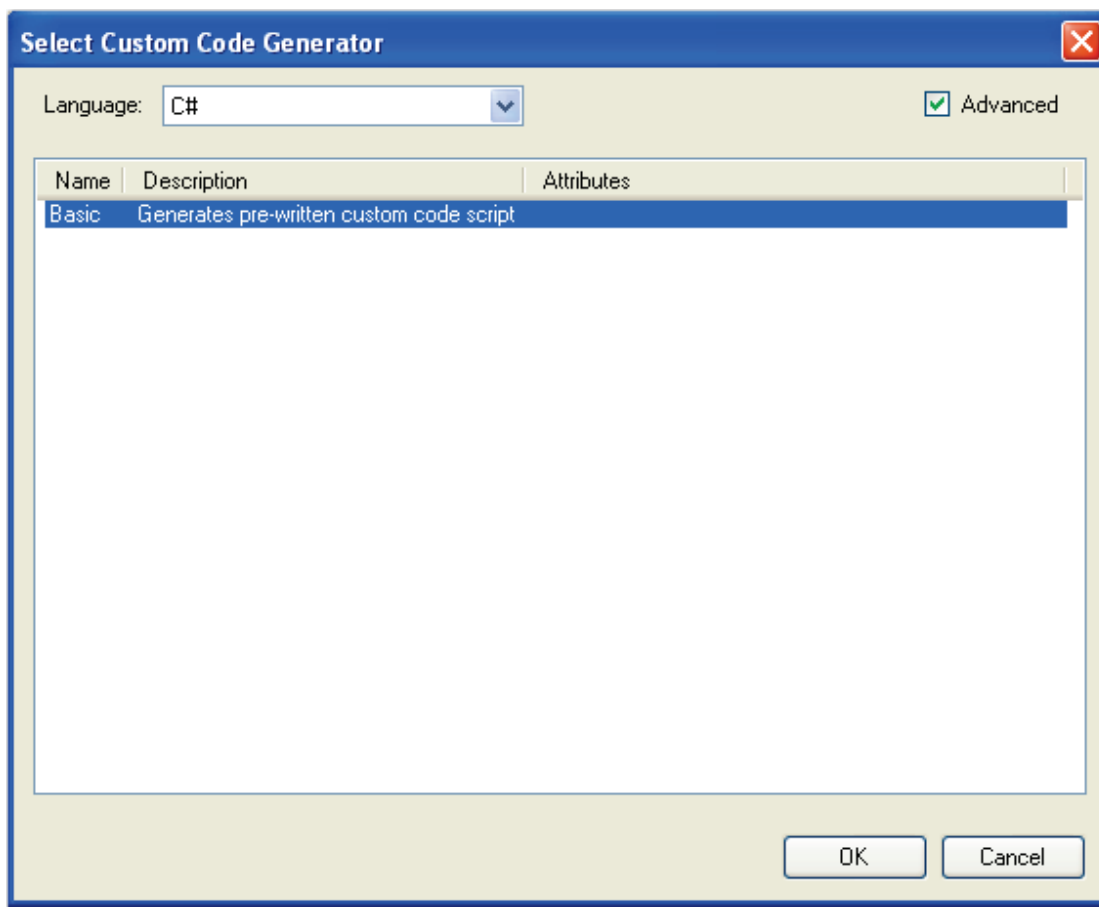 Select Custom Code Generator
Language: C# Advanced
Name Description Attributes
Basic Generates pre-written custom code script
OK Cancel